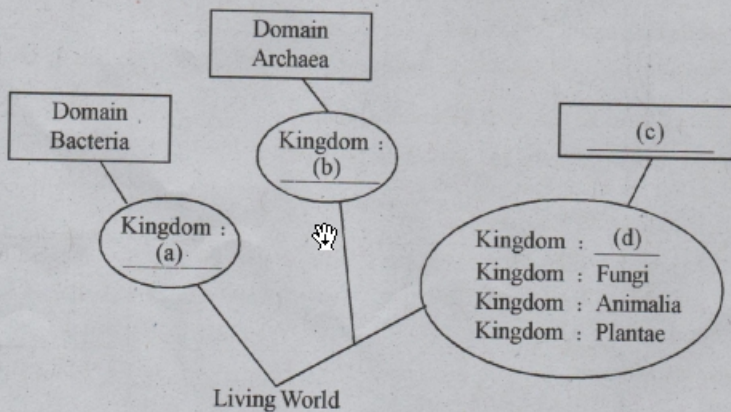 Domain
Archaea
Domain
Bacteria
Kingdom :
(b)
(c)
Kingdom :
(a)
Kingdom : (d)
Kingdom : Fungi
Kingdom : Animalia
Kingdom : Plantae
Living World